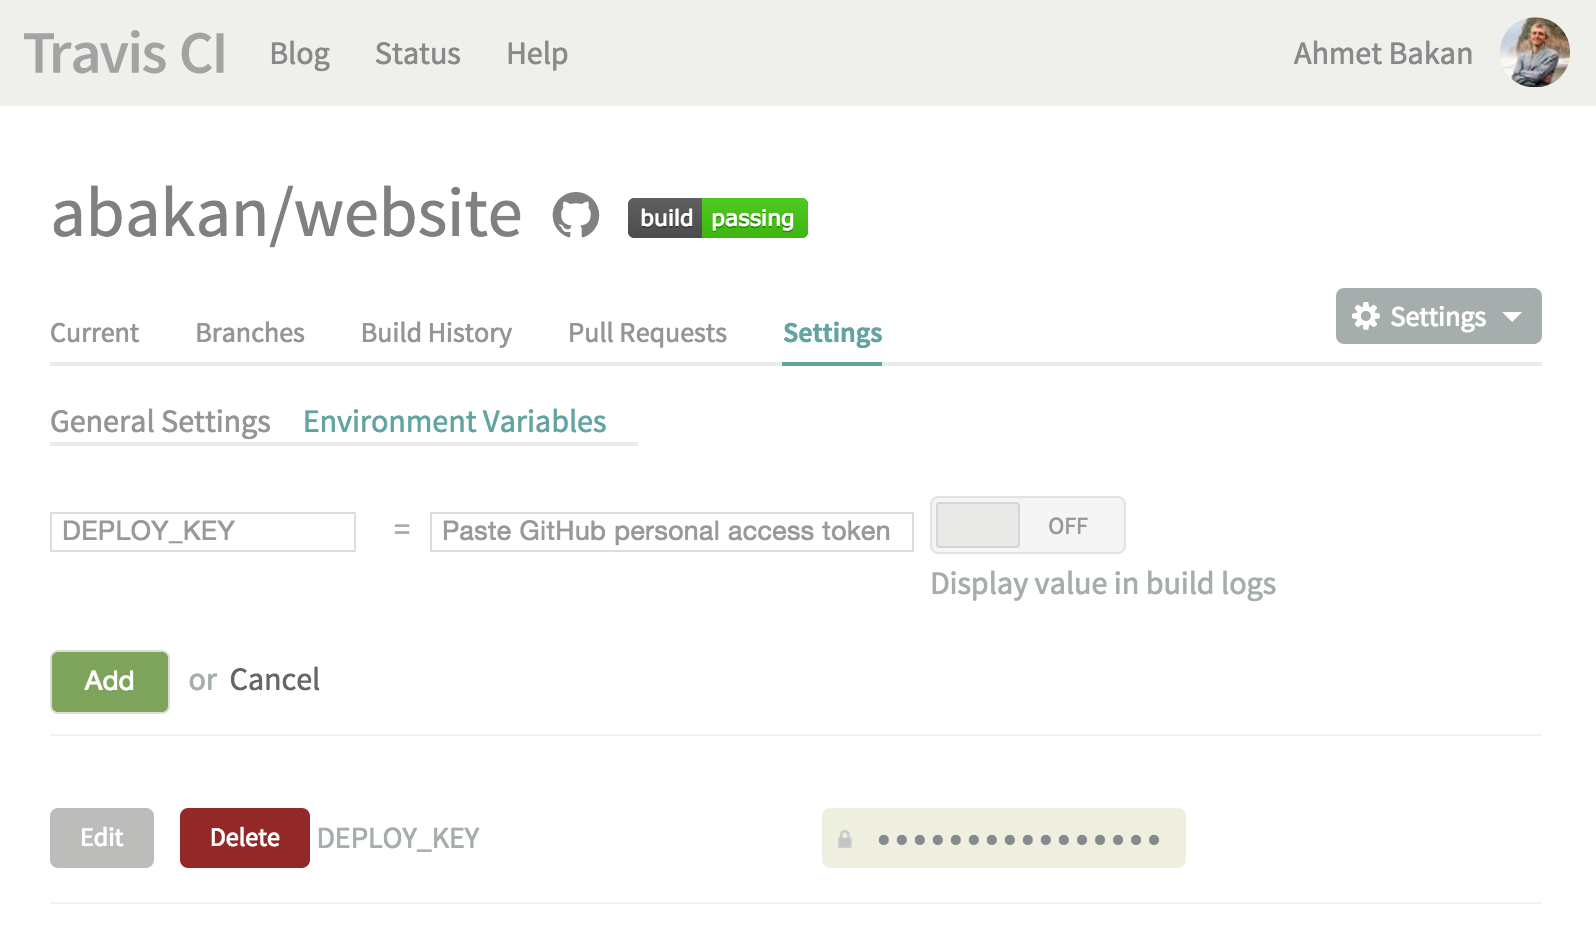 Travis CI Blog Status Help Ahmet Bakan
abakan/website build passing
Current Branches Build History Pull Requests Settings Settings
General Settings Environment Variables
DEPLOY_KEY = Paste GitHub personal access token OFF
Display value in build logs
Add or Cancel
Edit Delete DEPLOY_KEY